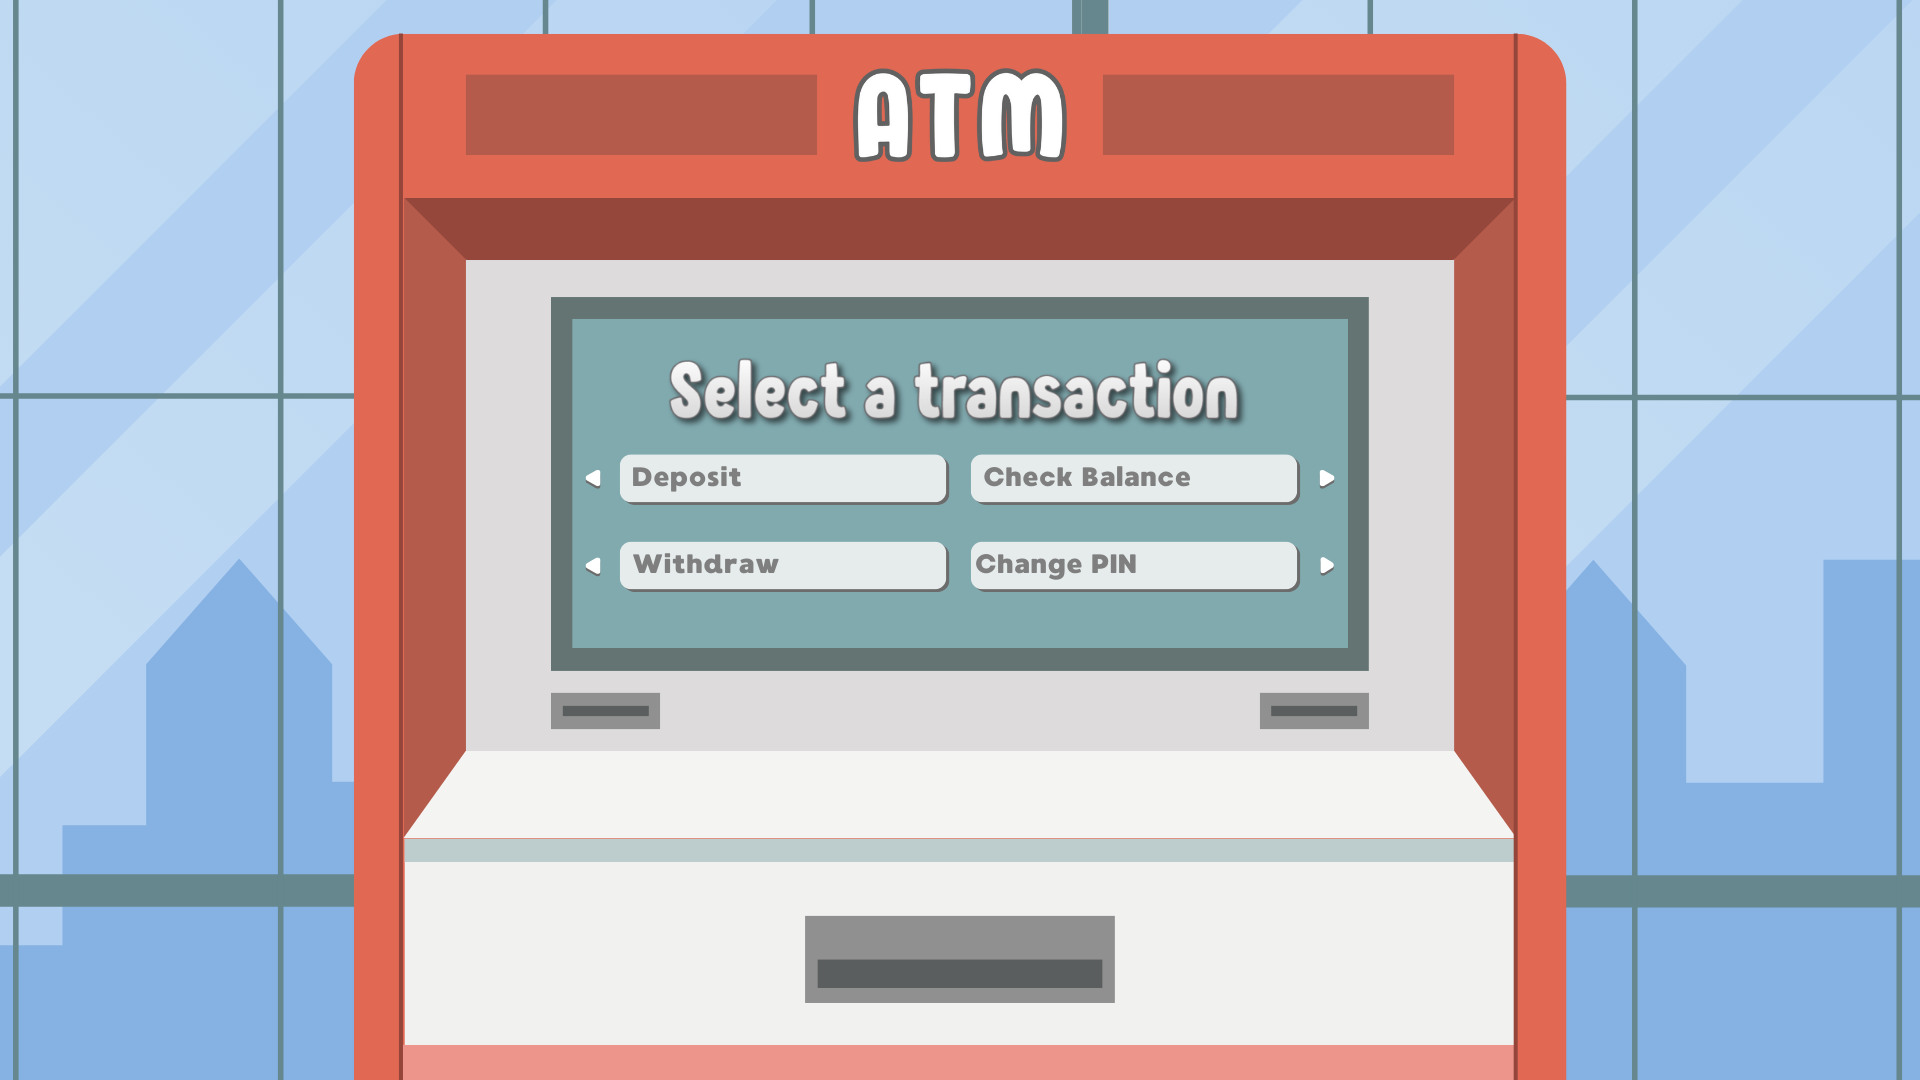 ATM
Select a transaction
Deposit
Check Balance
Withdraw
Change PIN